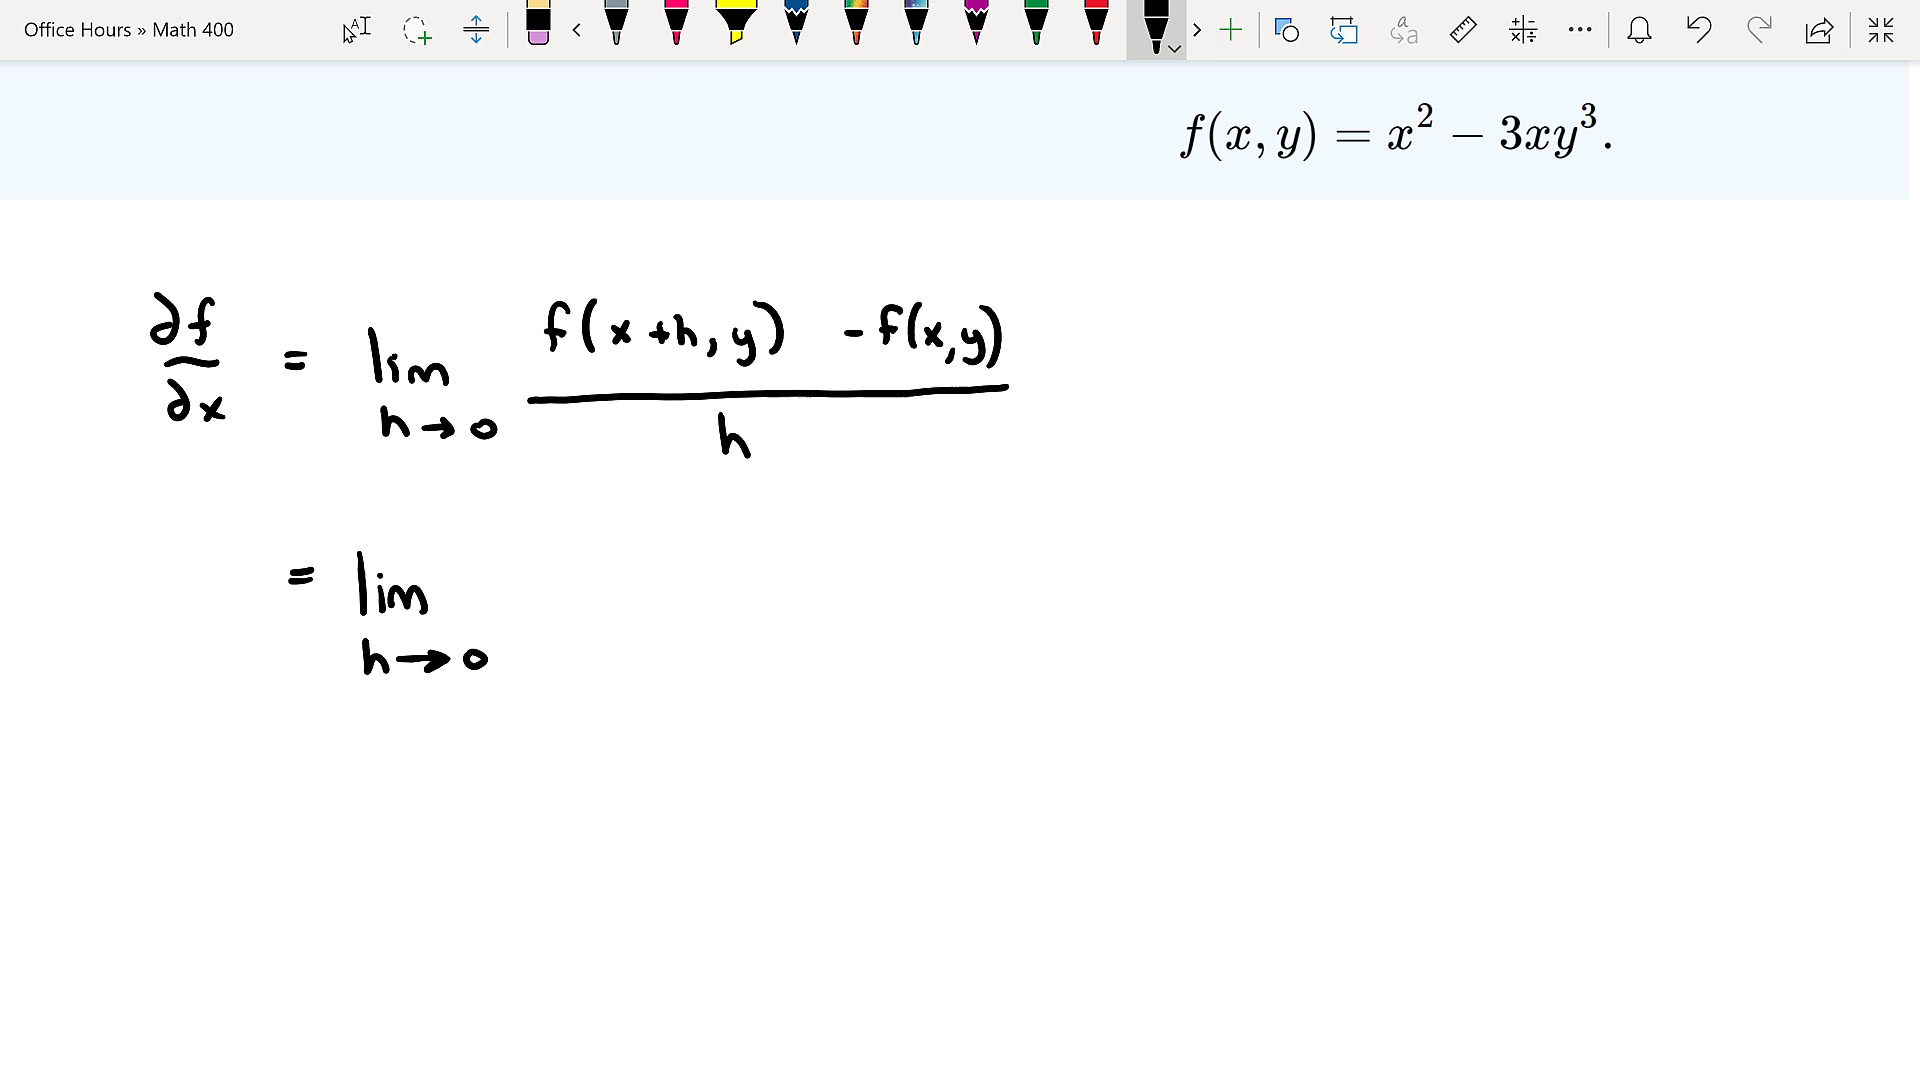 Office Hours » Math 400
f(x, y) = x² − 3xy³.
∂f/∂x = lim h→0 (f(x+h, y) - f(x,y))/h
= lim h→0